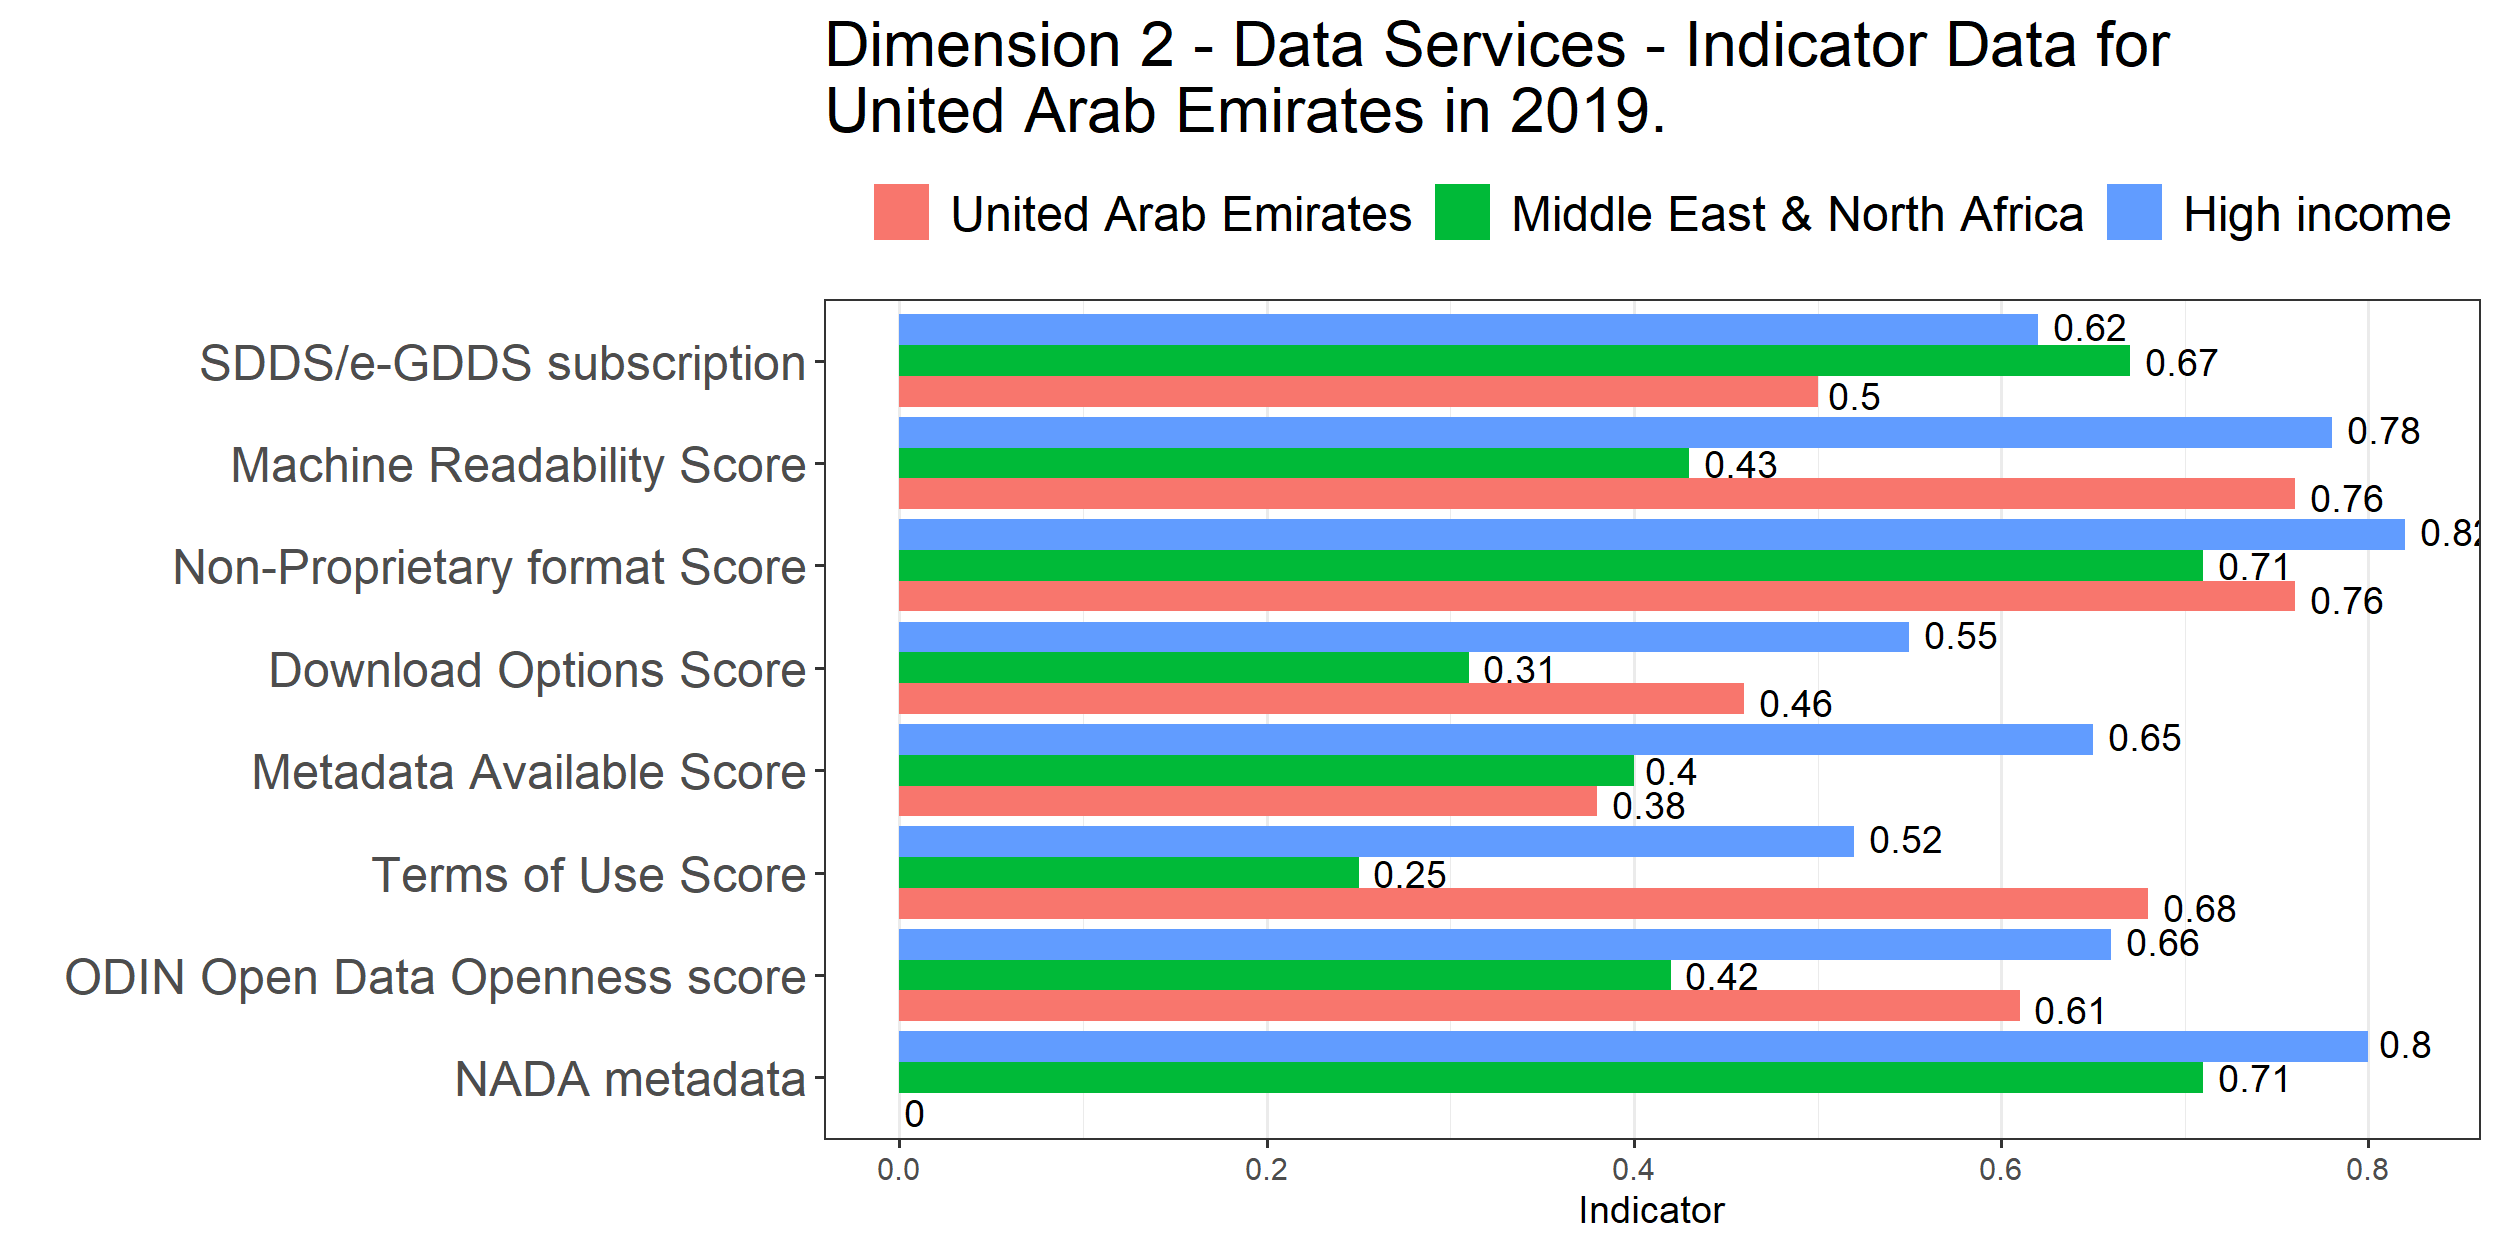 Dimension 2 - Data Services - Indicator Data for
United Arab Emirates in 2019.
United Arab Emirates Middle East & North Africa High income
SDDS/e-GDDS subscription
0.62
0.67
0.5
Machine Readability Score
0.78
0.43
0.76
Non-Proprietary format Score
0.82
0.71
0.76
Download Options Score
0.55
0.31
0.46
Metadata Available Score
0.65
0.4
0.38
Terms of Use Score
0.52
0.25
0.68
ODIN Open Data Openness score
0.66
0.42
0.61
NADA metadata
0.8
0.71
0
0.0 0.2 0.4 0.6 0.8
Indicator